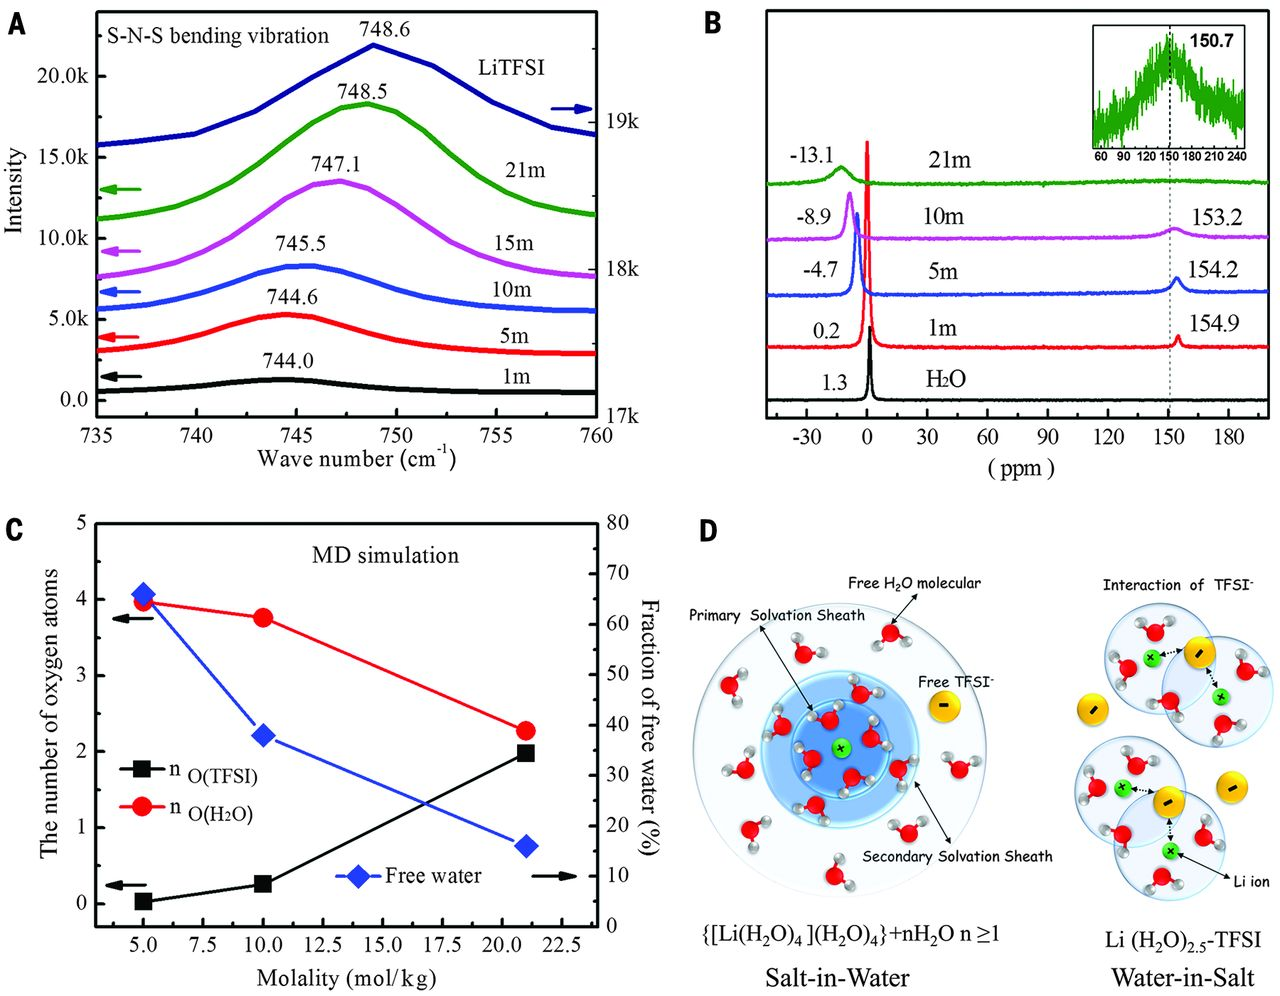 A
S-N-S bending vibration
748.6
LiTFSI
748.5
21m
747.1
15m
745.5
10m
744.6
5m
744.0
1m
20.0k
15.0k
10.0k
5.0k
0.0
Intensity
19k
18k
17k
735 740 745 750 755 760
Wave number (cm-1)
B
150.7
60 90 120 150 180 210 240
-13.1 21m
-8.9 10m 153.2
-4.7 5m 154.2
0.2 1m 154.9
1.3 H2O
-30 0 30 60 90 120 150 180
( ppm )
C
MD simulation
5
4
3
2
1
0
The number of oxygen atoms
n O(TFSI)
n O(H2O)
Free water
80
70
60
50
40
30
20
10
0
Fraction of free water (%)
5.0 7.5 10.0 12.5 15.0 17.5 20.0 22.5
Molality (mol/kg)
D
Free H2O molecular
Primary Solvation Sheath
Free TFSI-
+
-
Secondary Solvation Sheath
{[Li(H2O)4](H2O)4}+nH2O n ≥1
Salt-in-Water
Interaction of TFSI-
+
-
+
-
+
-
-
+
Li ion
Li (H2O)2.5-TFSI
Water-in-Salt